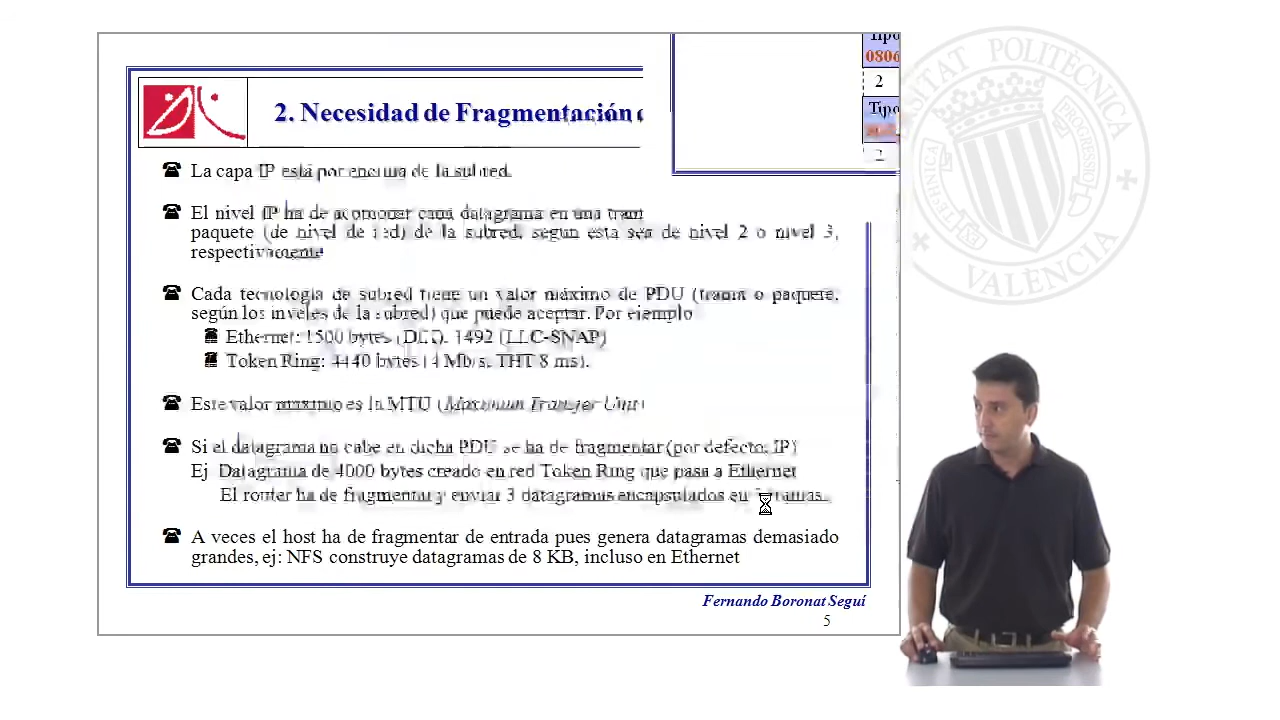 Tipo
0806
2
Tipo
2
2. Necesidad de Fragmentación
La capa IP está por encima de la subred.
El nivel IP ha de acomodar cada datagrama en una
paquete (de nivel de red) de la subred, según esta sea de nivel 2 o nivel 3,
respectivamente
Cada tecnología de subred tiene un valor máximo de PDU (trama o paquete,
según los niveles de la subred) que puede aceptar. Por ejemplo
Ethernet: 1500 bytes (DIX). 1492 (LLC-SNAP)
Token Ring: 4440 bytes (4 Mb/s, THT 8 ms).
Este valor máximo es la MTU (Maximum Transfer Unit)
Si el datagrama no cabe en dicha PDU se ha de fragmentar (por defecto: IP)
Ej Datagrama de 4000 bytes creado en red Token Ring que pasa a Ethernet
El router ha de fragmentar y enviar 3 datagramas encapsulados en tramas.
A veces el host ha de fragmentar de entrada pues genera datagramas demasiado
grandes, ej: NFS construye datagramas de 8 KB, incluso en Ethernet
Fernando Boronat Seguí
5
POLITÈCNICA
VALÈNCIA